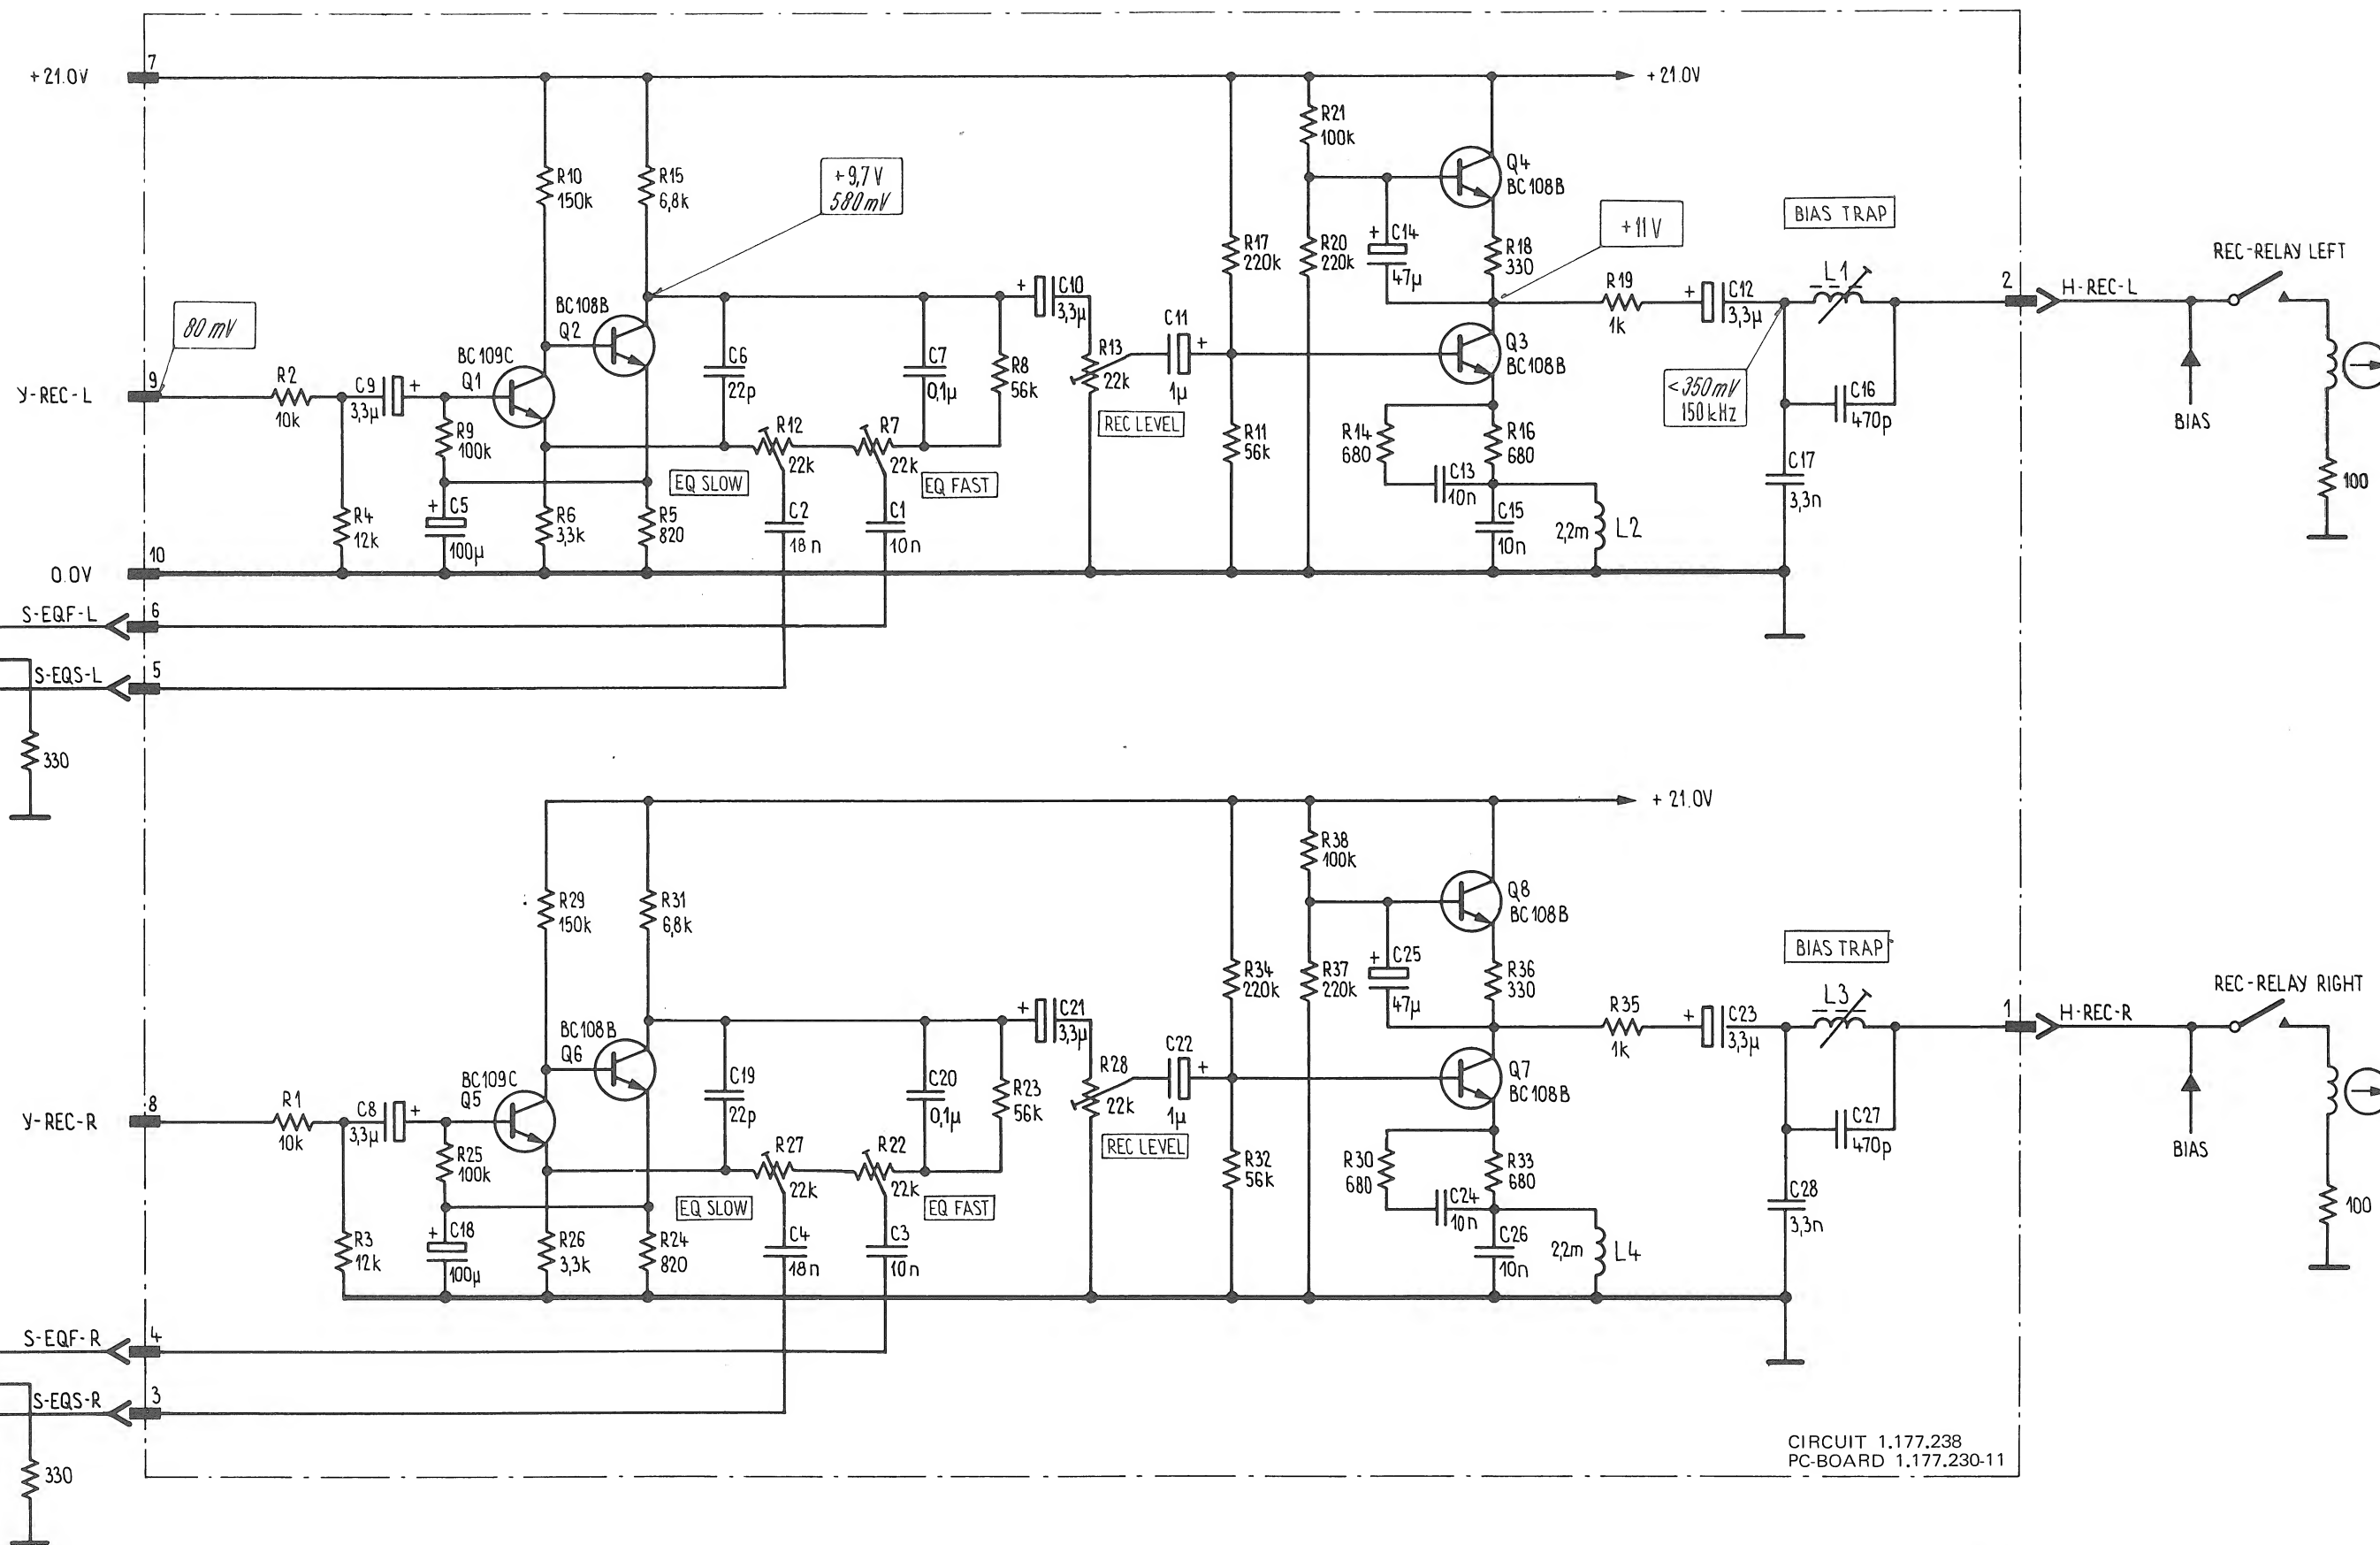 7
+21.0V
+21.0V
R10
150k
R15
6,8k
+9,7V
580mV
R21
100k
Q4
BC108B
R17
220k
R20
220k
+
C14
47µ
R18
330
+11V
BIAS TRAP
L1
REC-RELAY LEFT
80mV
BC108B
Q2
BC109C
Q1
+
C10
3,3µ
R13
22k
REC LEVEL
C11
+
1µ
Q3
BC108B
R19
1k
+
C12
3,3µ
2
H-REC-L
9
Y-REC-L
R2
10k
C9
3,3µ
+
R9
100k
C6
22p
C7
0,1µ
R8
56k
R12
22k
R7
22k
EQ SLOW
EQ FAST
R11
56k
R14
680
R16
680
C13
10n
<350mV
150kHz
C16
470p
BIAS
R4
12k
+
C5
100µ
R6
3,3k
R5
820
C2
18n
C1
10n
C15
10n
2,2m
L2
C17
3,3n
100
10
0.0V
S-EQF-L
6
S-EQS-L
5
330
+21.0V
R29
150k
R31
6,8k
R38
100k
Q8
BC108B
R34
220k
R37
220k
+
C25
47µ
R36
330
BIAS TRAP
L3
REC-RELAY RIGHT
BC108B
Q6
BC109C
Q5
+
C21
3,3µ
R28
22k
REC LEVEL
C22
+
1µ
Q7
BC108B
R35
1k
+
C23
3,3µ
1
H-REC-R
8
Y-REC-R
R1
10k
C8
3,3µ
+
R25
100k
C19
22p
C20
0,1µ
R23
56k
R27
22k
R22
22k
EQ SLOW
EQ FAST
R32
56k
R30
680
R33
680
C24
10n
C27
470p
BIAS
R3
12k
+
C18
100µ
R26
3,3k
R24
820
C4
18n
C3
10n
C26
10n
2,2m
L4
C28
3,3n
100
S-EQF-R
4
S-EQS-R
3
330
CIRCUIT 1.177.238
PC-BOARD 1.177.230-11